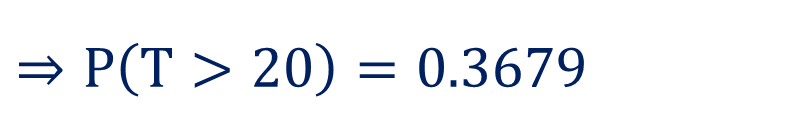 ⇒ P(T > 20) = 0.3679